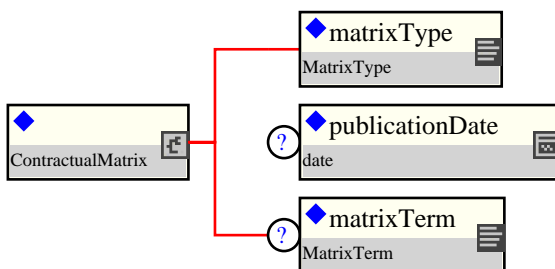 matrixType
MatrixType
ContractualMatrix
? publicationDate
date
? matrixTerm
MatrixTerm